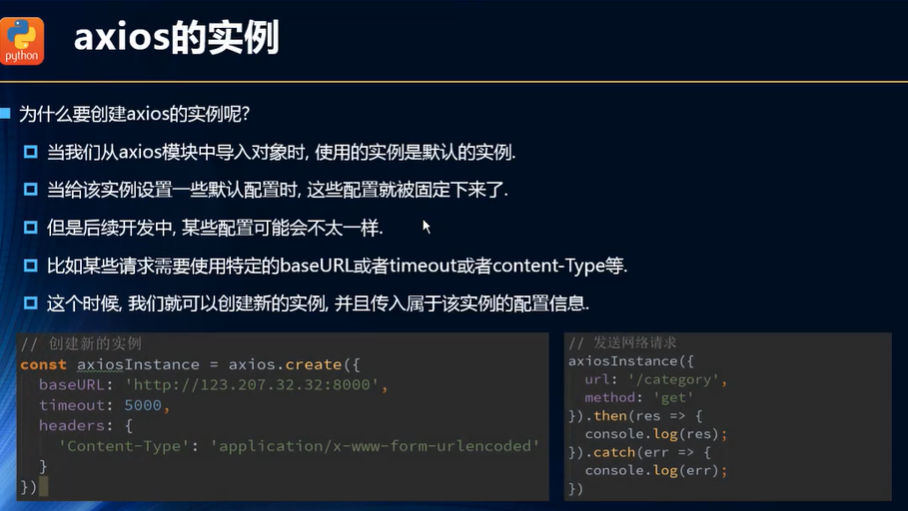 python
axios的实例
为什么要创建axios的实例呢?
当我们从axios模块中导入对象时, 使用的实例是默认的实例.
当给该实例设置一些默认配置时, 这些配置就被固定下来了.
但是后续开发中, 某些配置可能会不太一样.
比如某些请求需要使用特定的baseURL或者timeout或者content-Type等.
这个时候, 我们就可以创建新的实例, 并且传入属于该实例的配置信息.
// 创建新的实例
const axiosInstance = axios.create({
  baseURL: 'http://123.207.32.32:8000',
  timeout: 5000,
  headers: {
    'Content-Type': 'application/x-www-form-urlencoded'
  }
})
// 发送网络请求
axiosInstance({
  url: '/category',
  method: 'get'
}).then(res => {
  console.log(res);
}).catch(err => {
  console.log(err);
})